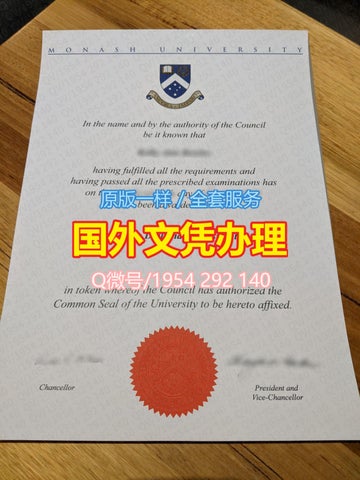 MONASH UNIVERSITY
In the name and by the authority of the Council
be it known that
having fulfilled all the requirements and
having passed all the prescribed examinations has
on
原版一样/全套服务
been
国外文凭办理
Q微号/1954 292 140
in token whereof the Council has authorized the
Common Seal of the University to be hereto affixed.
Chancellor
President and
Vice-Chancellor